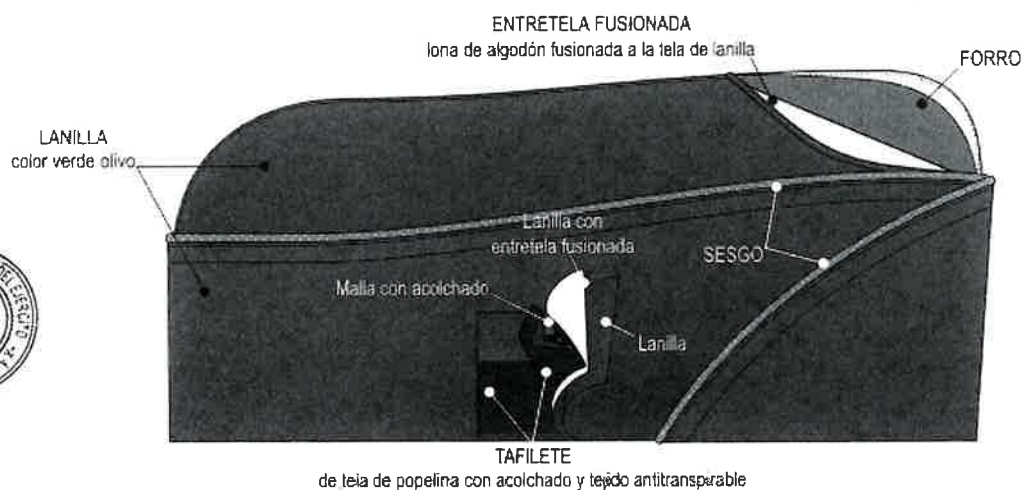 ENTRETELA FUSIONADA
lona de algodón fusionada a la tela de lanilla
FORRO
LANILLA
color verde olivo
Lanilla con
entretela fusionada
SESGO
Malla con acolchado
Lanilla
TAFILETE
de tela de popelina con acolchado y tejido antitranspirable